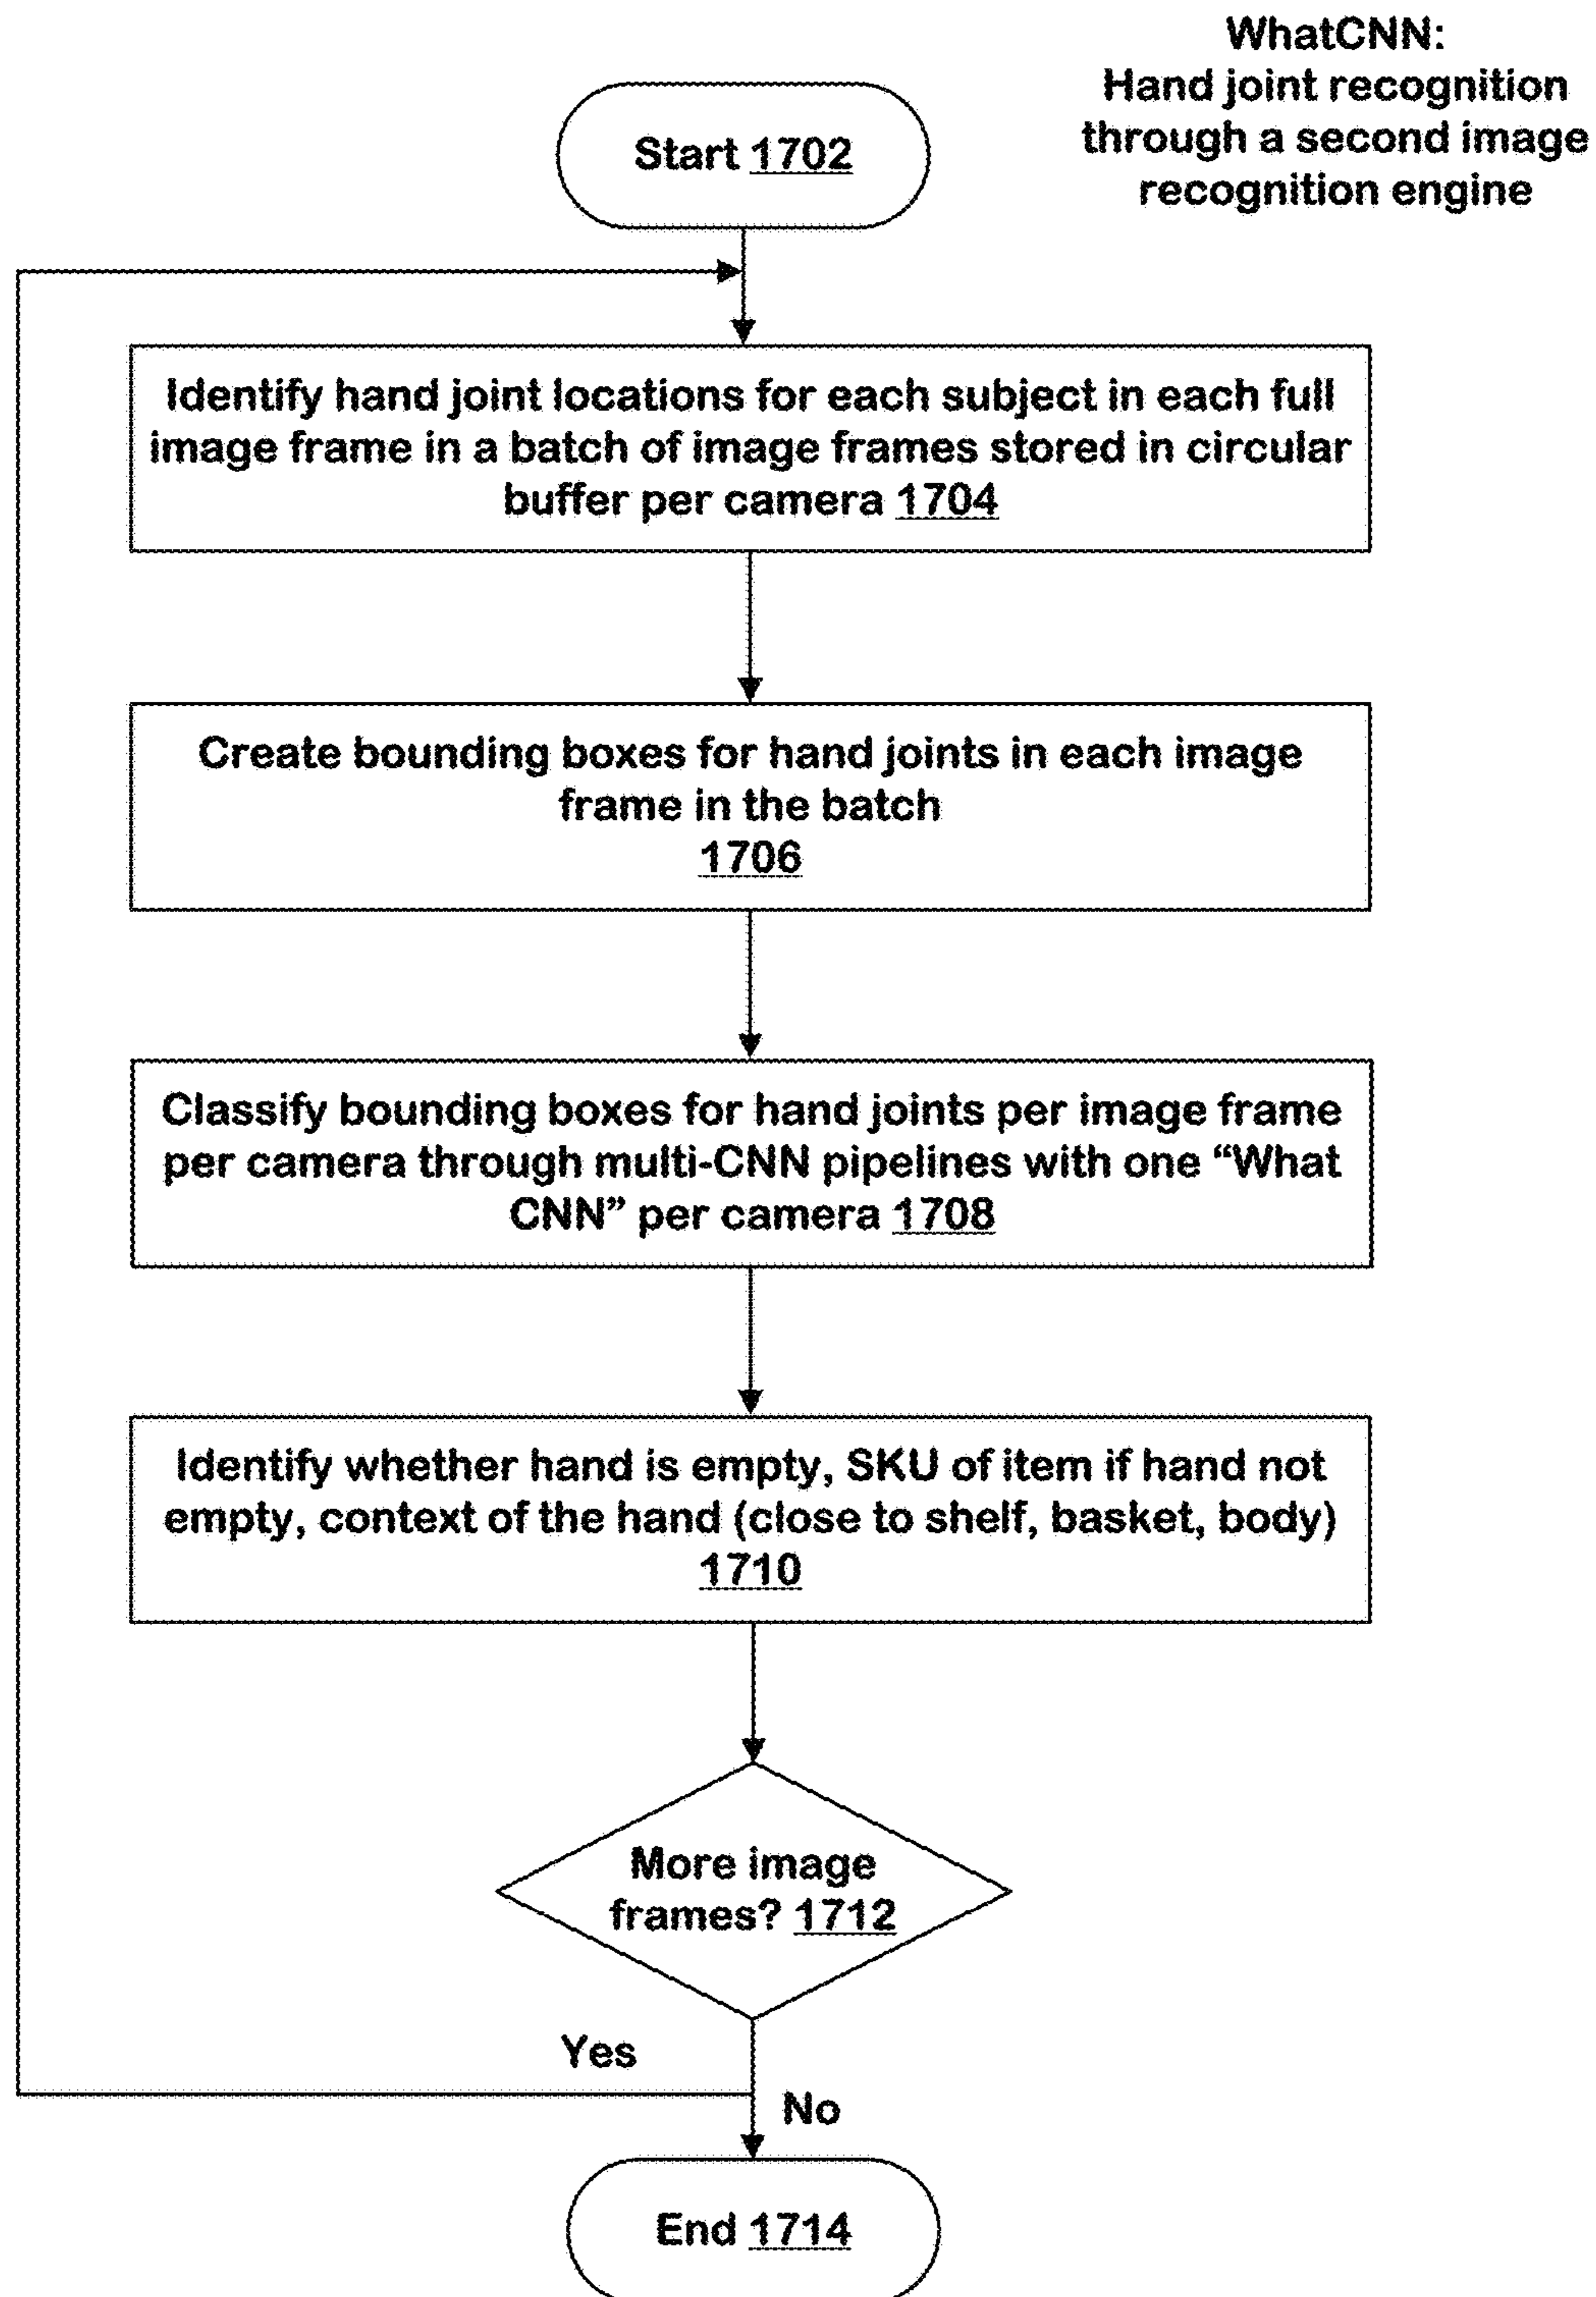 WhatCNN:
Hand joint recognition
through a second image
recognition engine
Start 1702
Identify hand joint locations for each subject in each full
image frame in a batch of image frames stored in circular
buffer per camera 1704
Create bounding boxes for hand joints in each image
frame in the batch
1706
Classify bounding boxes for hand joints per image frame
per camera through multi-CNN pipelines with one “What
CNN” per camera 1708
Identify whether hand is empty, SKU of item if hand not
empty, context of the hand (close to shelf, basket, body)
1710
More image
frames? 1712
Yes
No
End 1714